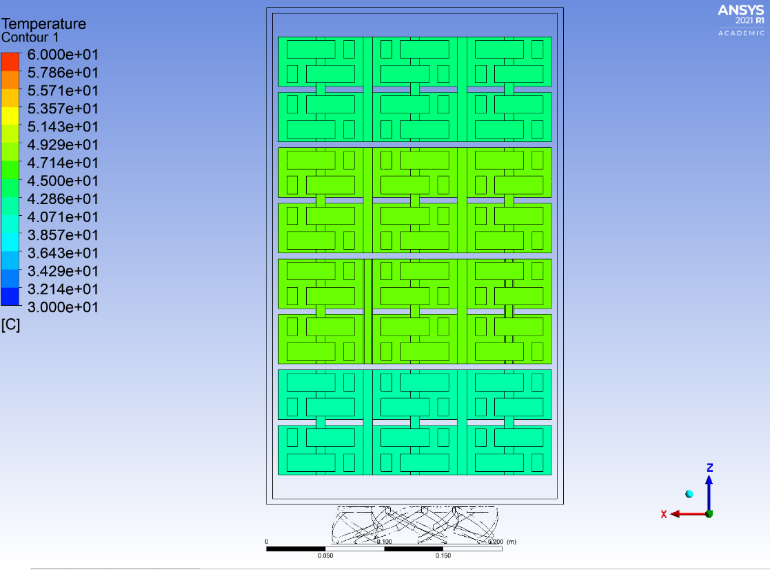 ANSYS
2021 R1
ACADEMIC
Temperature
Contour 1
6.000e+01
5.786e+01
5.571e+01
5.357e+01
5.143e+01
4.929e+01
4.714e+01
4.500e+01
4.286e+01
4.071e+01
3.857e+01
3.643e+01
3.429e+01
3.214e+01
3.000e+01
[C]
Z
X
0 0.100 0.200 (m)
0.050 0.150